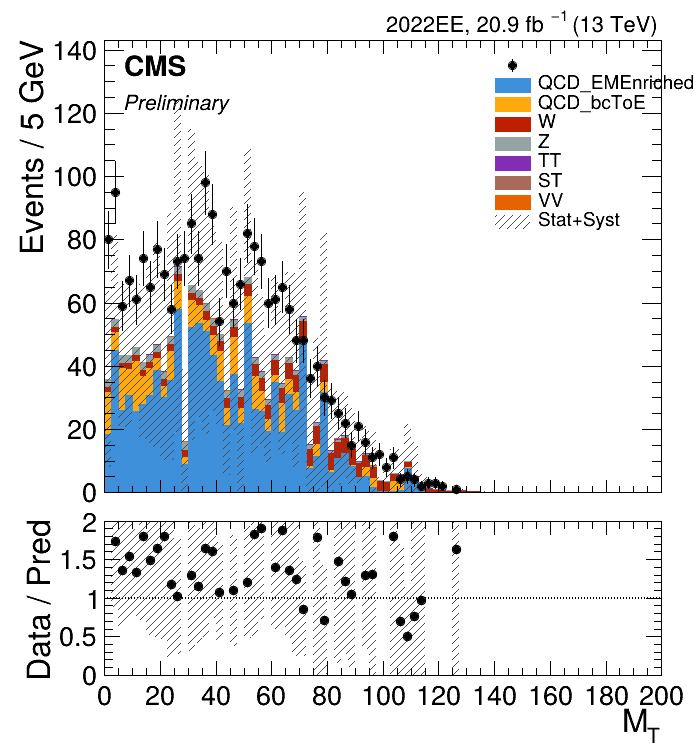 2022EE, 20.9 fb⁻¹ (13 TeV)
CMS
Preliminary
QCD_EMEnriched
QCD_bcToE
W
Z
TT
ST
VV
Stat+Syst
Events / 5 GeV
140
120
100
80
60
40
20
0
Data / Pred
2
1.5
1
0.5
0
0 20 40 60 80 100 120 140 160 180 200
M_T